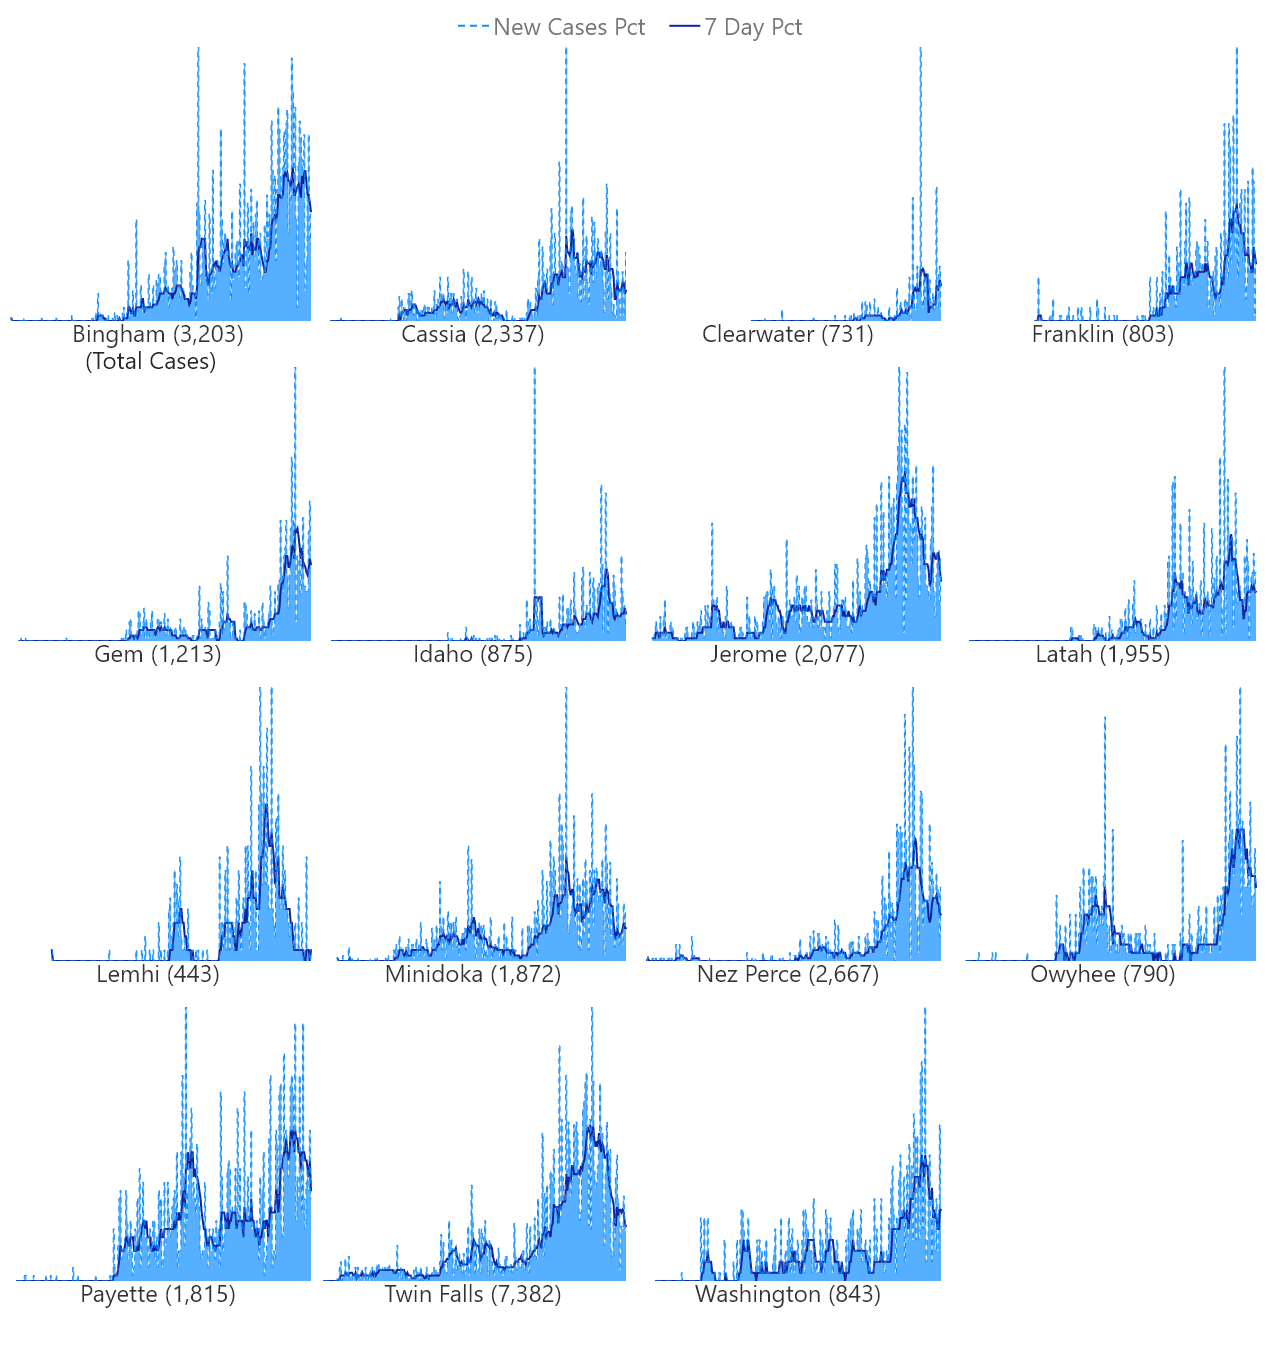 New Cases Pct 7 Day Pct
Bingham (3,203) Cassia (2,337) Clearwater (731) Franklin (803)
(Total Cases)
Gem (1,213) Idaho (875) Jerome (2,077) Latah (1,955)
Lemhi (443) Minidoka (1,872) Nez Perce (2,667) Owyhee (790)
Payette (1,815) Twin Falls (7,382) Washington (843)